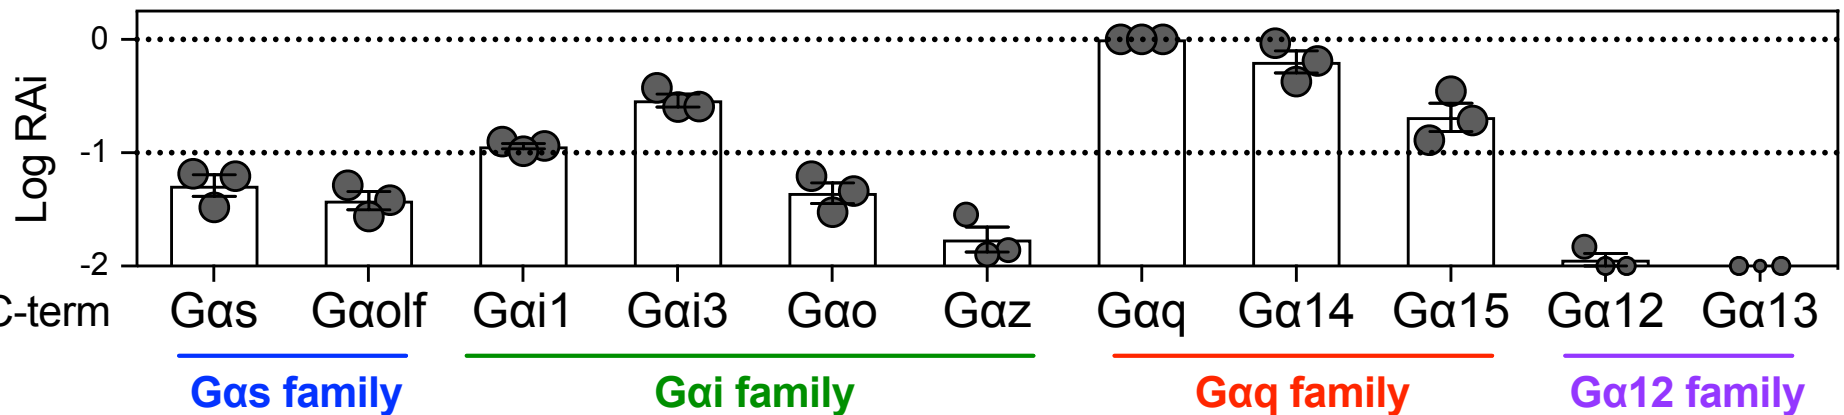 0
Log RAi
-1
-2
C-term Gαs Gαolf Gαi1 Gαi3 Gαo Gαz Gαq Gα14 Gα15 Gα12 Gα13
Gαs family Gαi family Gαq family Gα12 family